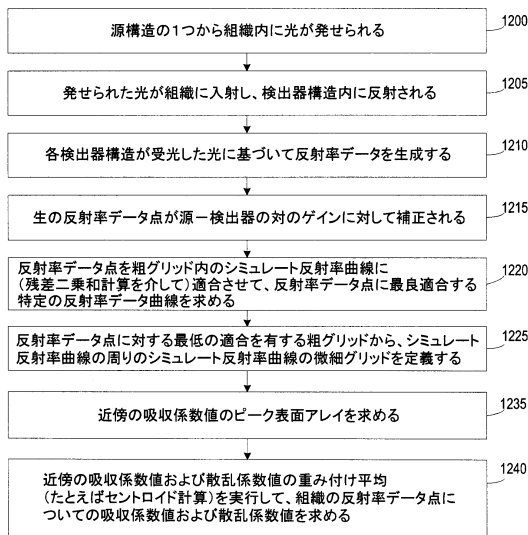 源構造の1つから組織内に光が発せられる
1200
発せられた光が組織に入射し、検出器構造内に反射される
1205
各検出器構造が受光した光に基づいて反射率データを生成する
1210
生の反射率データ点が源－検出器の対のゲインに対して補正される
1215
反射率データ点を粗グリッド内のシミュレート反射率曲線に
(残差二乗和計算を介して)適合させて、反射率データ点に最良適合する
特定の反射率データ曲線を求める
1220
反射率データ点に対する最低の適合を有する粗グリッドから、シミュレート
反射率曲線の周りのシミュレート反射率曲線の微細グリッドを定義する
1225
近傍の吸収係数値のピーク表面アレイを求める
1235
近傍の吸収係数値および散乱係数値の重み付け平均
(たとえばセントロイド計算)を実行して、組織の反射率データ点に
ついての吸収係数値および散乱係数値を求める
1240